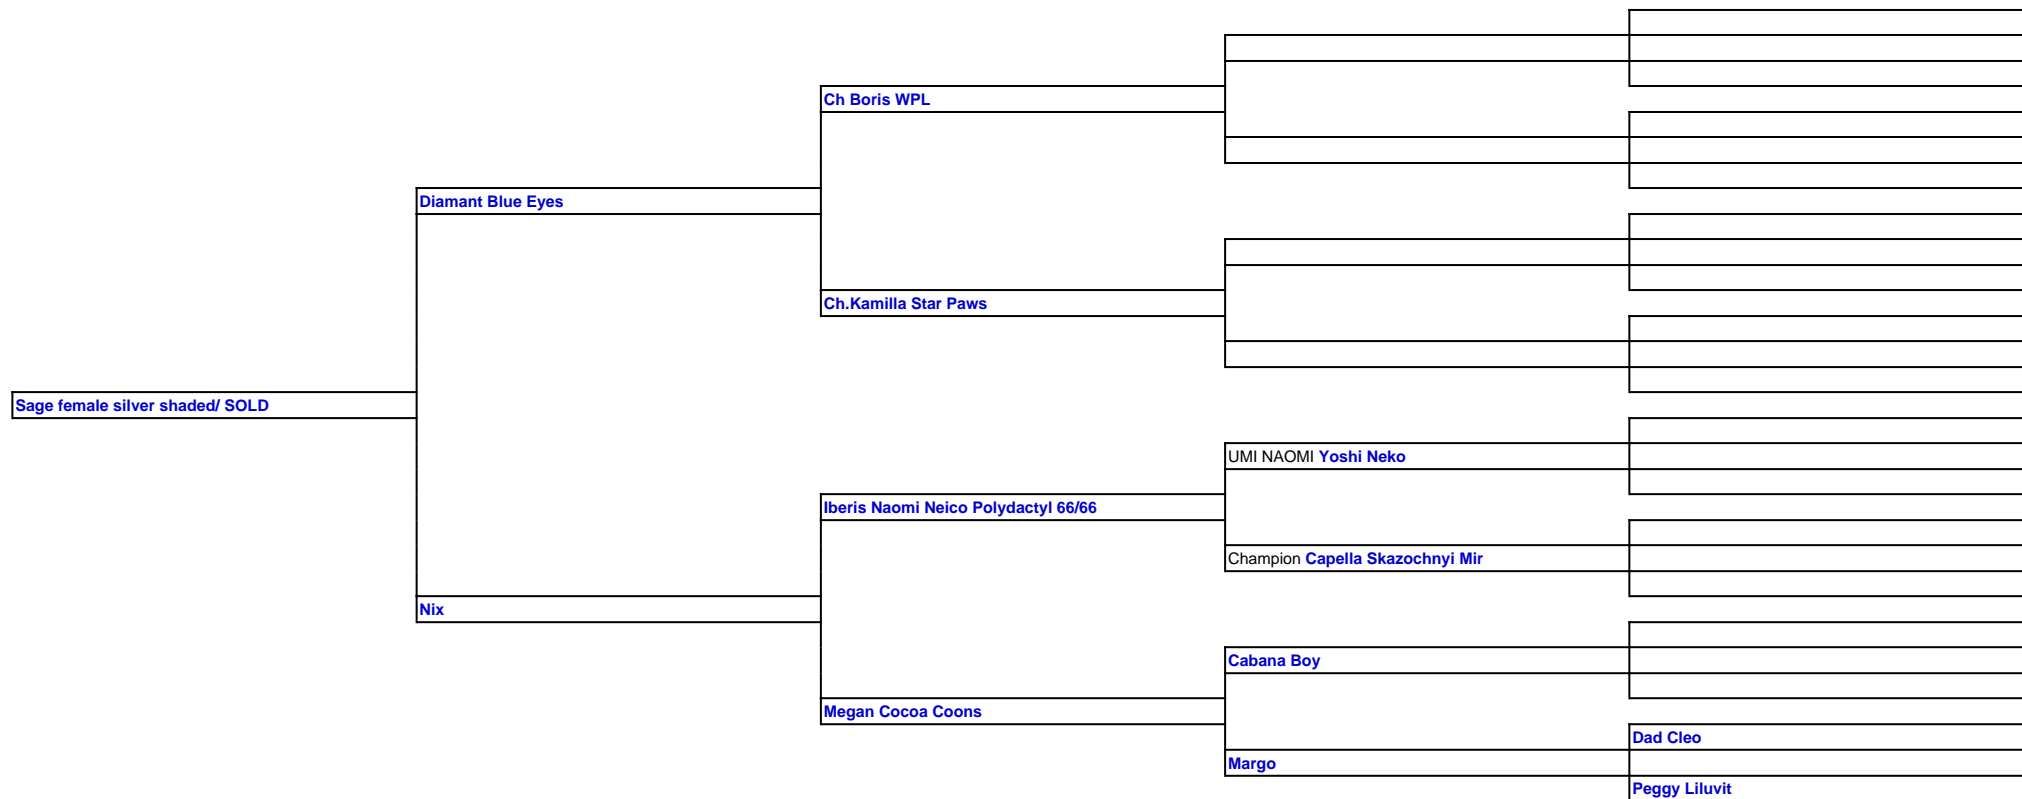 Ch Boris WPL
Diamant Blue Eyes
Ch.Kamilla Star Paws
Sage female silver shaded/ SOLD
UMI NAOMI Yoshi Neko
Iberis Naomi Neico Polydactyl 66/66
Champion Capella Skazochnyi Mir
Nix
Cabana Boy
Megan Cocoa Coons
Dad Cleo
Margo
Peggy Liluvit